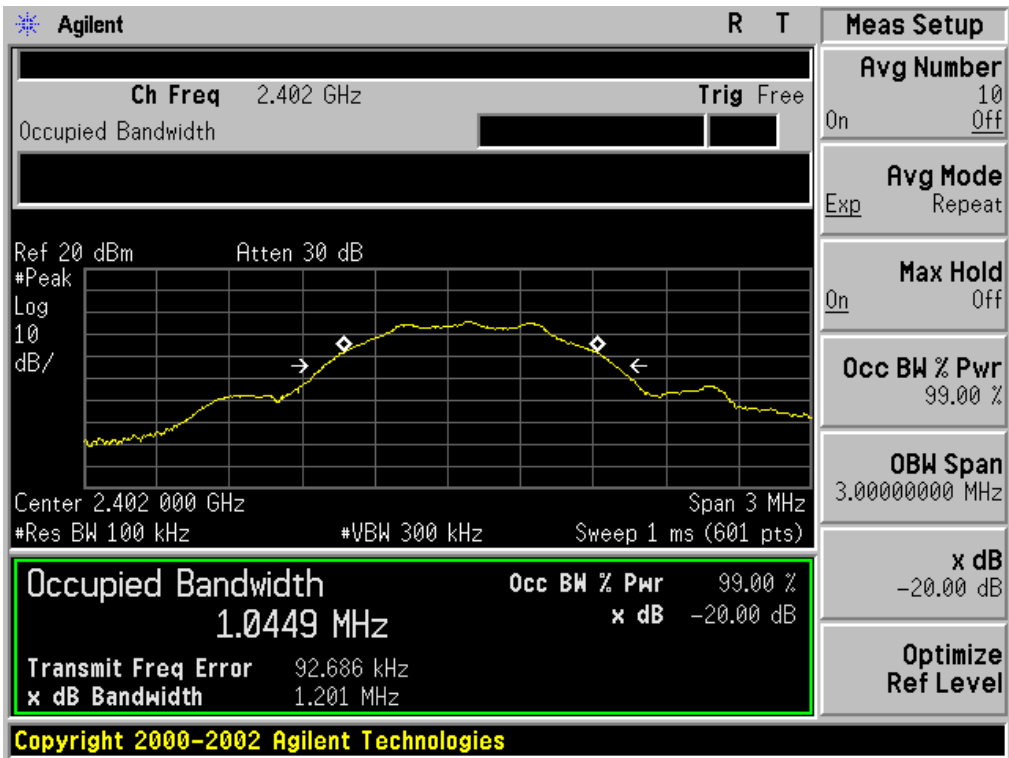 Agilent R T
Ch Freq 2.402 GHz Trig Free
Occupied Bandwidth
Ref 20 dBm Atten 30 dB
#Peak
Log
10
dB/
Center 2.402 000 GHz Span 3 MHz
#Res BW 100 kHz #VBW 300 kHz Sweep 1 ms (601 pts)
Occupied Bandwidth Occ BW % Pwr 99.00 %
1.0449 MHz x dB -20.00 dB
Transmit Freq Error 92.686 kHz
x dB Bandwidth 1.201 MHz
Copyright 2000-2002 Agilent Technologies
Meas Setup
Avg Number
10
On Off
Avg Mode
Exp Repeat
Max Hold
On Off
Occ BW % Pwr
99.00 %
OBW Span
3.00000000 MHz
x dB
-20.00 dB
Optimize
Ref Level